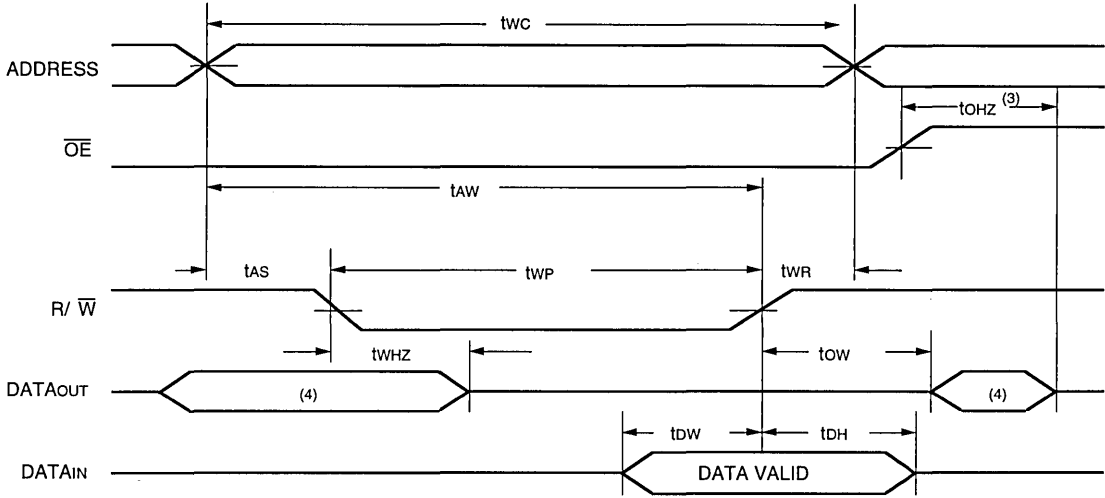 tWC
ADDRESS
tOHZ (3)
OE
tAW
tAS tWP tWR
R/ W
tWHZ tOW
DATAOUT (4) (4)
tDW tDH
DATAIN DATA VALID